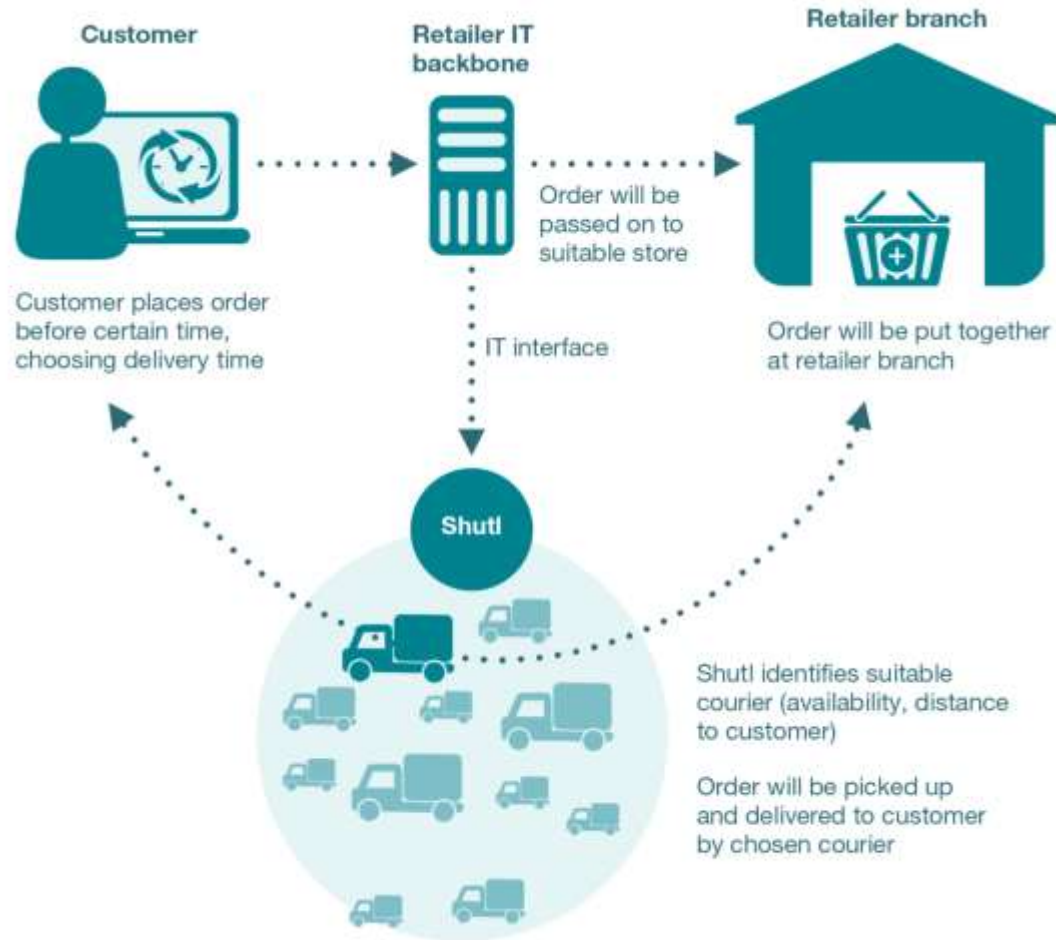 Customer
Retailer IT
backbone
Retailer branch
Order will be
passed on to
suitable store
Customer places order
before certain time,
choosing delivery time
IT interface
Order will be put together
at retailer branch
Shutl
Shutl identifies suitable
courier (availability, distance
to customer)
Order will be picked up
and delivered to customer
by chosen courier